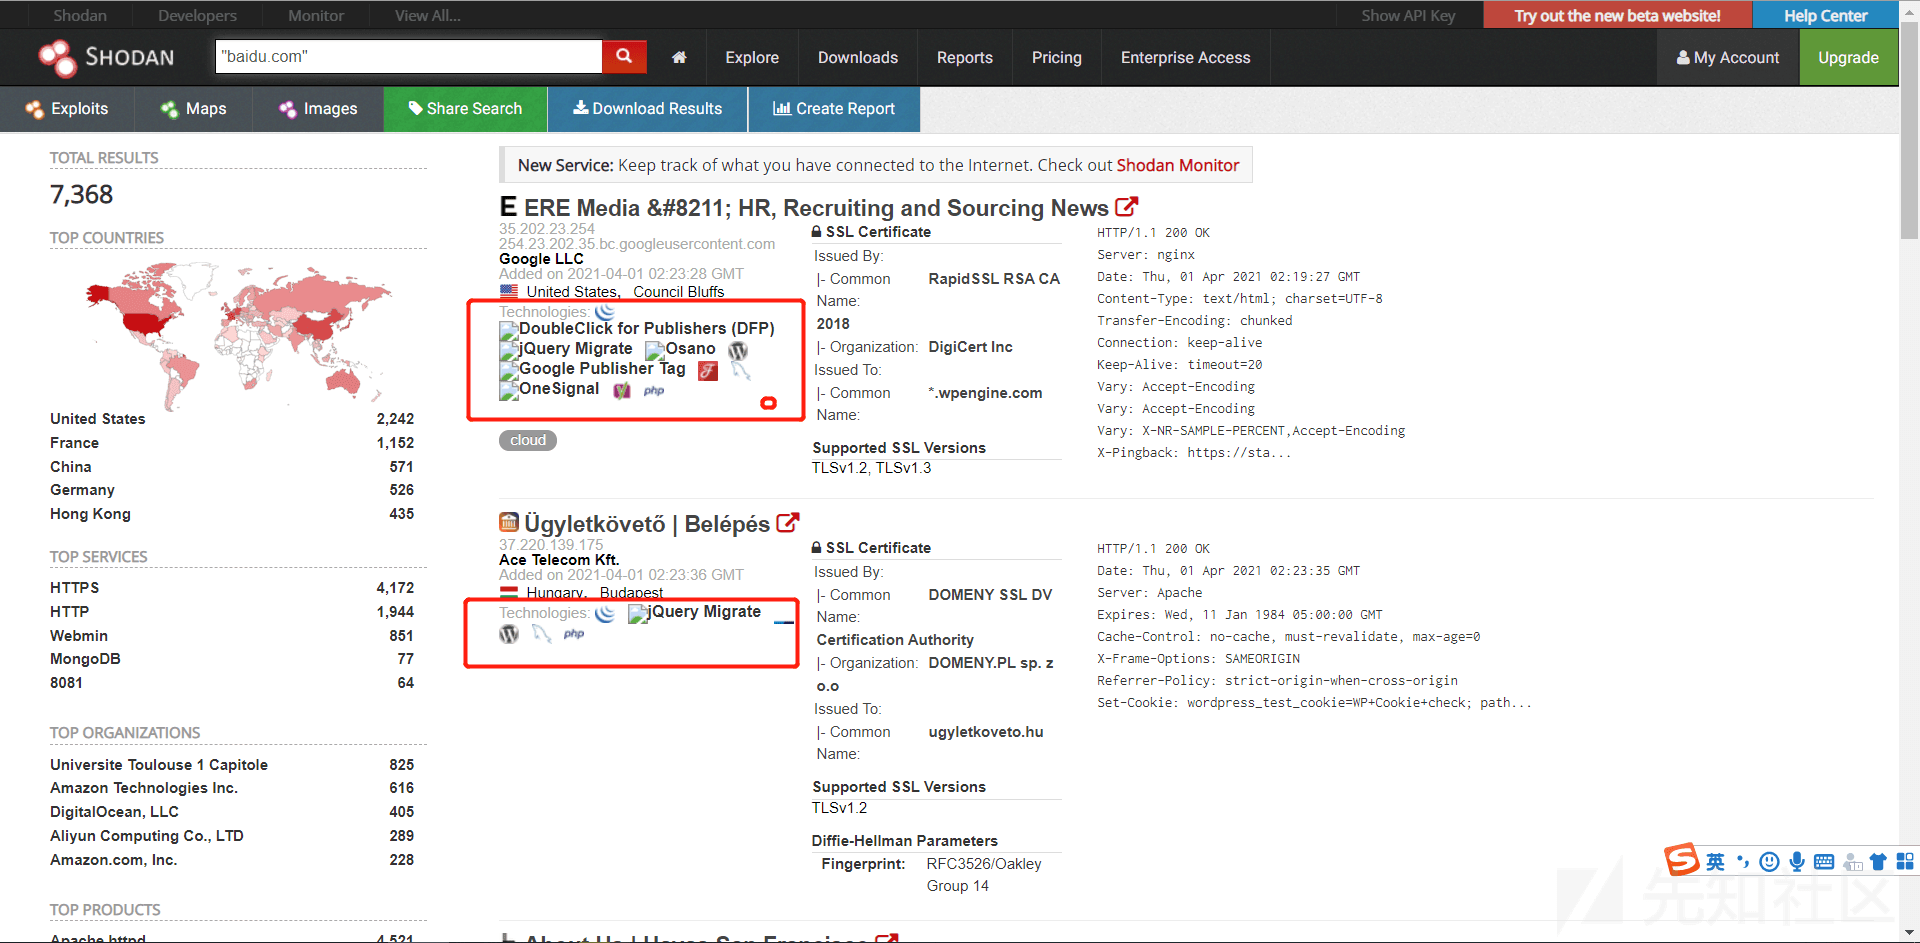 Shodan Developers Monitor View All... Show API Key Try out the new beta website! Help Center
SHODAN "baidu.com" Explore Downloads Reports Pricing Enterprise Access My Account Upgrade
Exploits Maps Images Share Search Download Results Create Report
TOTAL RESULTS
7,368
TOP COUNTRIES
United States 2,242
France 1,152
China 571
Germany 526
Hong Kong 435
TOP SERVICES
HTTPS 4,172
HTTP 1,944
Webmin 851
MongoDB 77
8081 64
TOP ORGANIZATIONS
Universite Toulouse 1 Capitole 825
Amazon Technologies Inc. 616
DigitalOcean, LLC 405
Aliyun Computing Co., LTD 289
Amazon.com, Inc. 228
TOP PRODUCTS
Apache httpd 4,521
New Service: Keep track of what you have connected to the Internet. Check out Shodan Monitor
E ERE Media &#8211; HR, Recruiting and Sourcing News
35.202.23.254
254.23.202.35.bc.googleusercontent.com
Google LLC
Added on 2021-04-01 02:23:28 GMT
United States, Council Bluffs
Technologies:
DoubleClick for Publishers (DFP)
jQuery Migrate Osano
Google Publisher Tag
OneSignal php
cloud
SSL Certificate
Issued By:
|- Common RapidSSL RSA CA
Name:
2018
|- Organization: DigiCert Inc
Issued To:
|- Common *.wpengine.com
Name:
Supported SSL Versions
TLSv1.2, TLSv1.3
HTTP/1.1 200 OK
Server: nginx
Date: Thu, 01 Apr 2021 02:19:27 GMT
Content-Type: text/html; charset=UTF-8
Transfer-Encoding: chunked
Connection: keep-alive
Keep-Alive: timeout=20
Vary: Accept-Encoding
Vary: Accept-Encoding
Vary: X-NR-SAMPLE-PERCENT,Accept-Encoding
X-Pingback: https://sta...
Ügyletkövető | Belépés
37.220.139.175
Ace Telecom Kft.
Added on 2021-04-01 02:23:36 GMT
Hungary, Budapest
Technologies: jQuery Migrate
php
SSL Certificate
Issued By:
|- Common DOMENY SSL DV
Name:
Certification Authority
|- Organization: DOMENY.PL sp. z
o.o
Issued To:
|- Common ugyletkoveto.hu
Name:
Supported SSL Versions
TLSv1.2
Diffie-Hellman Parameters
Fingerprint: RFC3526/Oakley
Group 14
HTTP/1.1 200 OK
Date: Thu, 01 Apr 2021 02:23:35 GMT
Server: Apache
Expires: Wed, 11 Jan 1984 05:00:00 GMT
Cache-Control: no-cache, must-revalidate, max-age=0
X-Frame-Options: SAMEORIGIN
Referrer-Policy: strict-origin-when-cross-origin
Set-Cookie: wordpress_test_cookie=WP+Cookie+check; path...
About Us | Havas San Francisco
英
先知社区